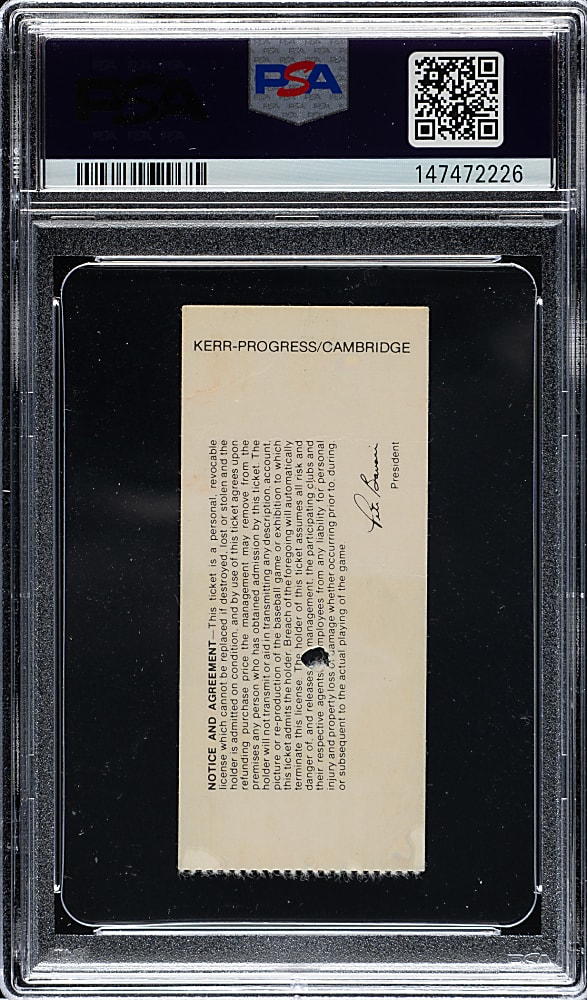 PSA
147472226
KERR-PROGRESS/CAMBRIDGE
NOTICE AND AGREEMENT—This ticket is a personal, revocable
license which cannot be replaced if destroyed, lost or stolen and the
holder is admitted on condition, and by use of this ticket agrees upon
refunding purchase price the management may remove from the
premises any person who has obtained admission by this ticket. The
holder will not transmit or aid in transmitting any description, account,
picture or re-production of the baseball game or exhibition to which
this ticket admits the holder. Breach of the foregoing will automatically
terminate this license. The holder of this ticket assumes all risk and
danger of, and releases management, the participating clubs and
their respective agents, employees from any liability for personal
injury and property loss damage whether occurring prior to during,
or subsequent to the actual playing of the game
President